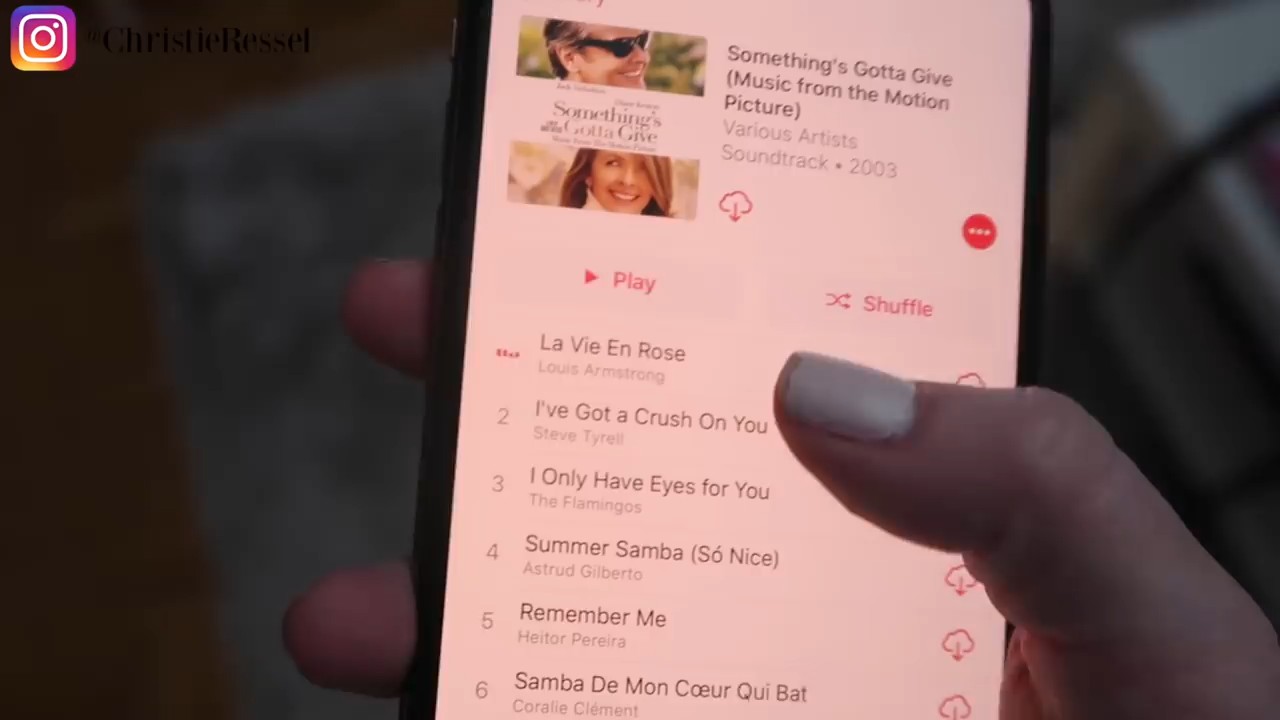 @ChristieRessel
Something's Gotta Give
(Music from the Motion
Picture)
Various Artists
Soundtrack • 2003
Something's
Gotta Give
Play
Shuffle
La Vie En Rose
Louis Armstrong
2 I've Got a Crush On You
Steve Tyrell
3 I Only Have Eyes for You
The Flamingos
4 Summer Samba (Só Nice)
Astrud Gilberto
5 Remember Me
Heitor Pereira
6 Samba De Mon Cœur Qui Bat
Coralie Clément